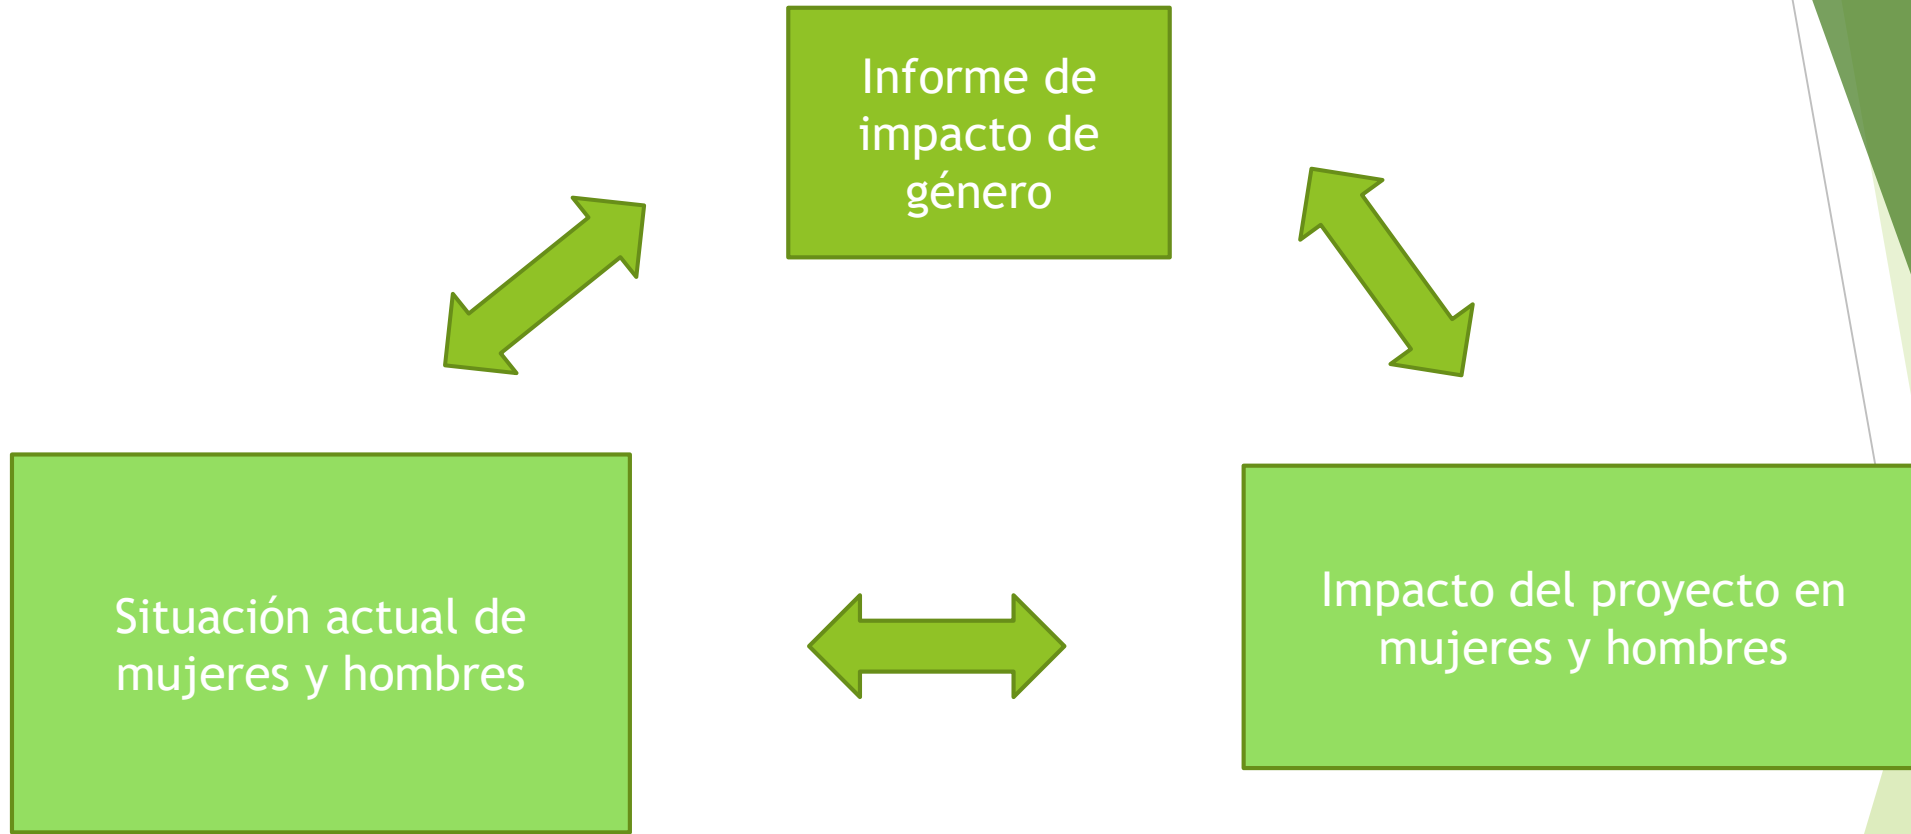 Informe de
impacto de
género
Situación actual de
mujeres y hombres
Impacto del proyecto en
mujeres y hombres